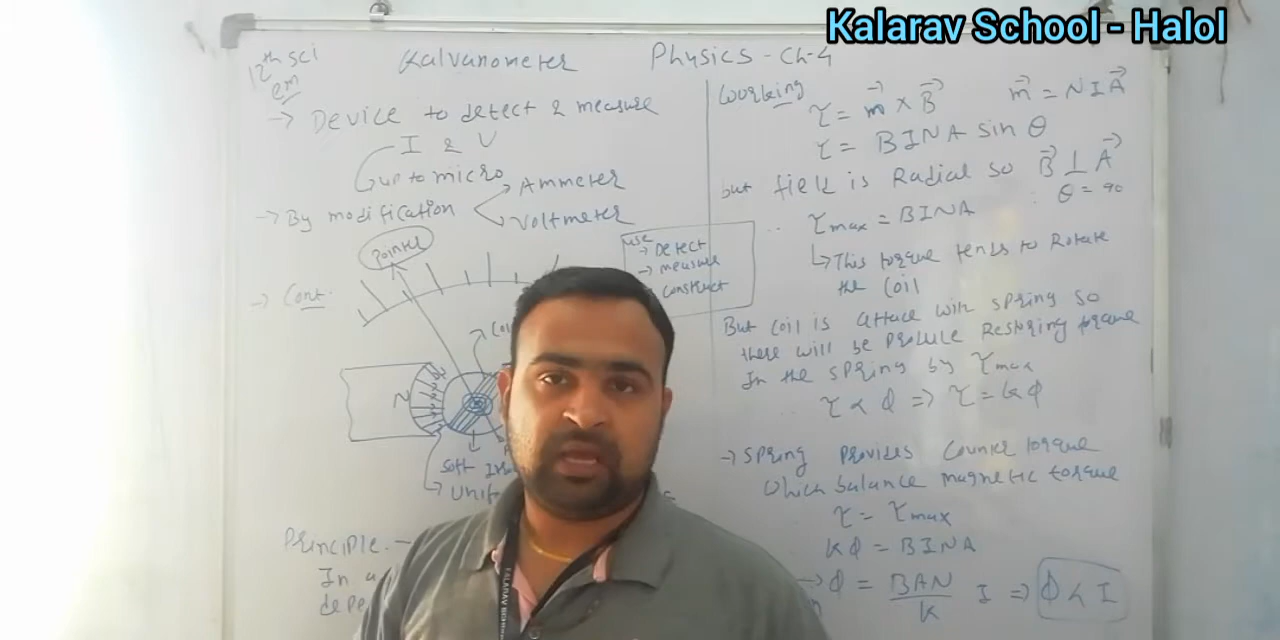 Kalarav School - Halol
12th sci
em
Kalvanometer
Physics - Ch-4
→ Device to detect & measure
I & V
up to micro
→ By modification
Ammeter
Voltmeter
Pointer
use
→ Detect
→ measure
construct
→ Cont.
N
Soft
Principle. -
In
Working
τ = m⃗ × B⃗
m⃗ = NIA⃗
τ = BINA sin θ
but field is Radial so B⃗ ⊥ A⃗
θ = 90
∴ τmax = BINA
↳ This torque tends to Rotate
the Coil
But coil is attace with spring so
there will be produce Restoring torque
In the spring by τmax
∴ τ ∝ φ ⇒ τ = kφ
→ Spring provides Counter torque
Which balance magnetic torque
τ = τmax
kφ = BINA
φ = BAN/k I ⇒ φ ∝ I
KALARAV